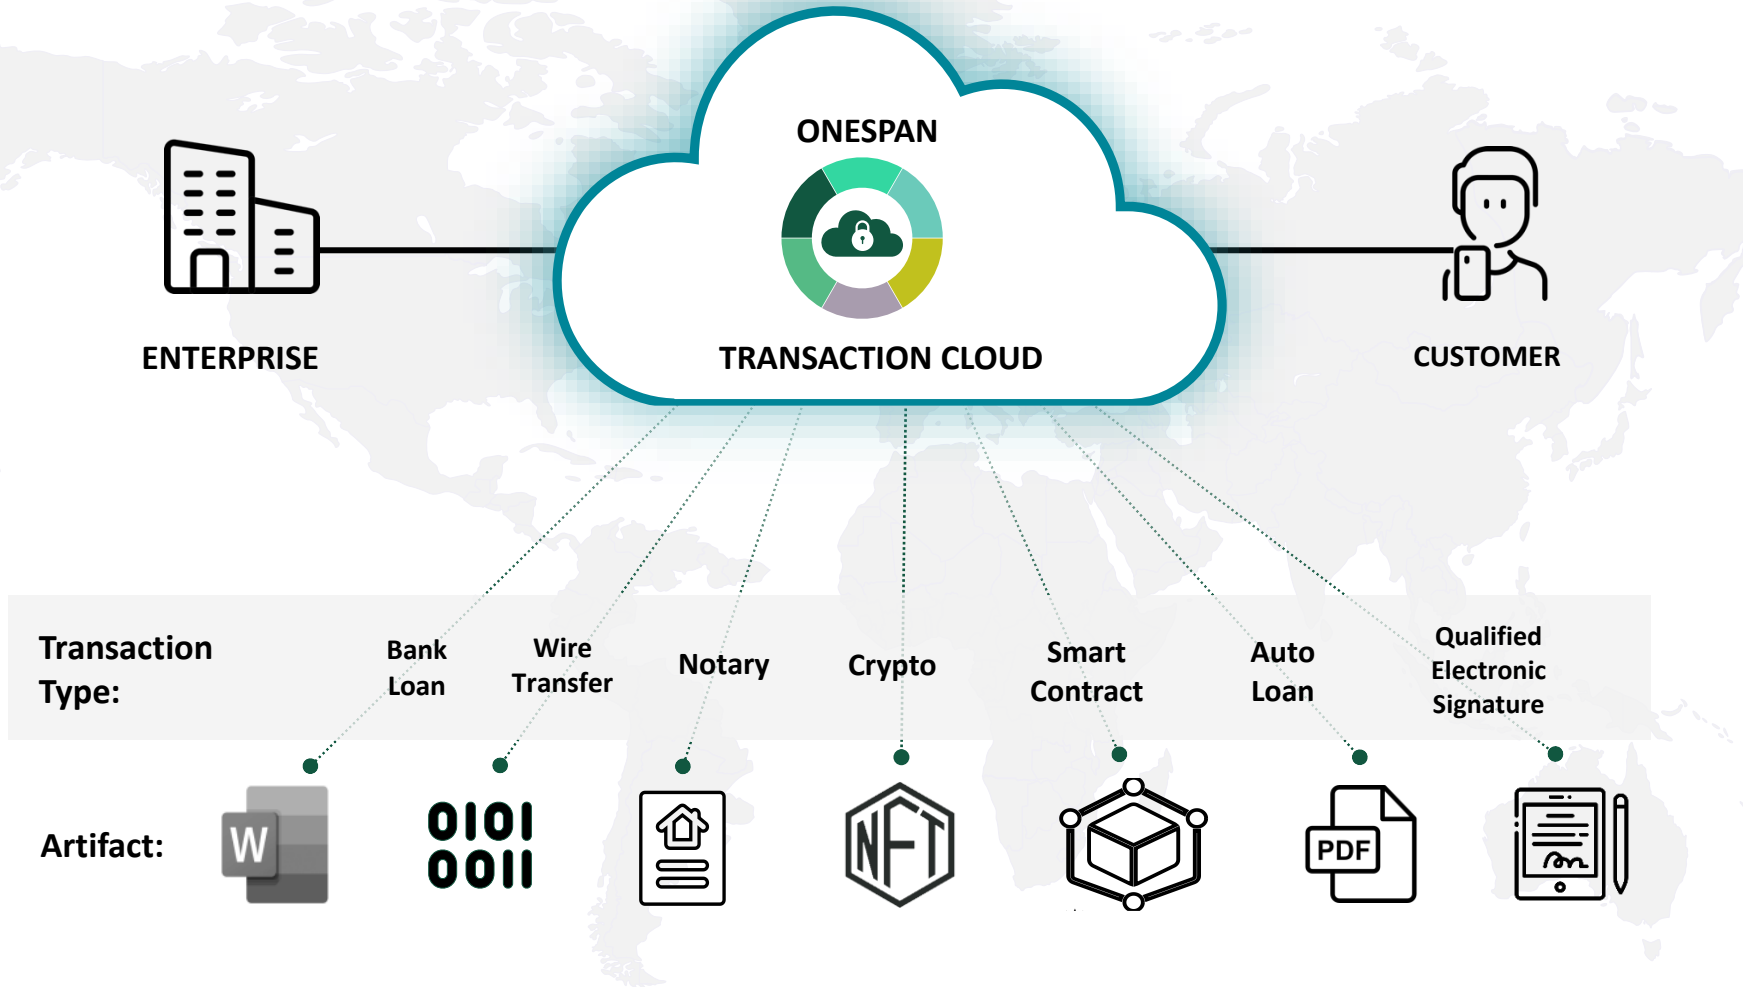 ONESPAN
TRANSACTION CLOUD
ENTERPRISE
CUSTOMER
Transaction
Type:
Bank
Loan
Wire
Transfer
Notary
Crypto
Smart
Contract
Auto
Loan
Qualified
Electronic
Signature
Artifact:
W
0101
0011
NFT
PDF